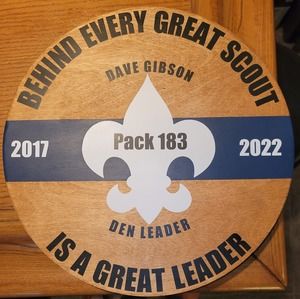 BEHIND EVERY GREAT SCOUT
DAVE GIBSON
2017 Pack 183 2022
DEN LEADER
IS A GREAT LEADER